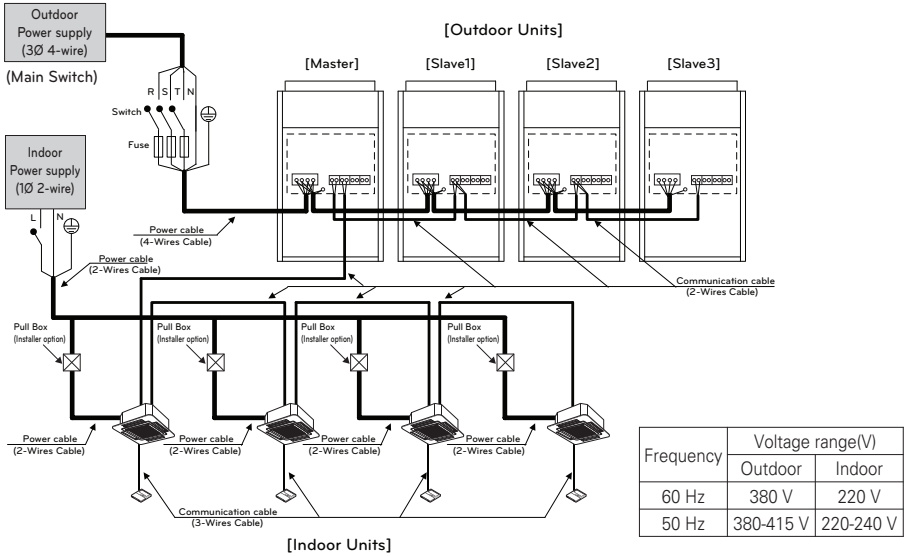 Outdoor
Power supply
(3Ø 4-wire)
(Main Switch)
[Outdoor Units]
[Master]
[Slave1]
[Slave2]
[Slave3]
R S T N
Switch
Fuse
Indoor
Power supply
(1Ø 2-wire)
L N
Power cable
(4-Wires Cable)
Power cable
(2-Wires Cable)
Communication cable
(2-Wires Cable)
Pull Box
(Installer option)
Pull Box
(Installer option)
Pull Box
(Installer option)
Pull Box
(Installer option)
Power cable
(2-Wires Cable)
Power cable
(2-Wires Cable)
Power cable
(2-Wires Cable)
Power cable
(2-Wires Cable)
Communication cable
(3-Wires Cable)
[Indoor Units]
Frequency Voltage range(V)
Outdoor Indoor
60 Hz 380 V 220 V
50 Hz 380-415 V 220-240 V